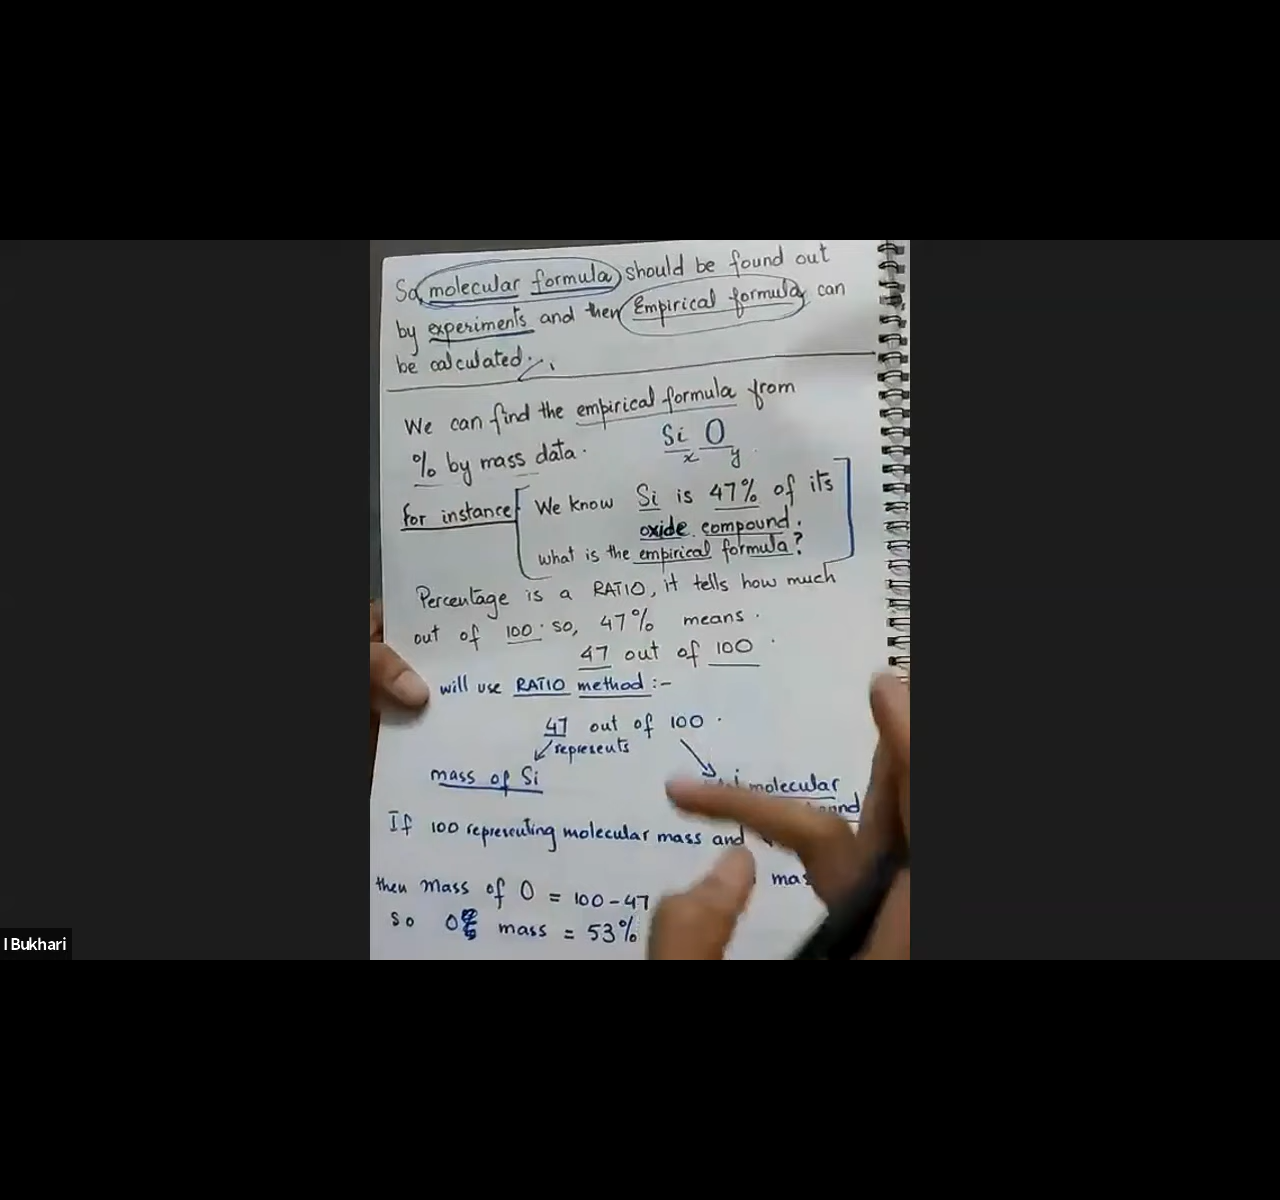 So, molecular formula should be found out
by experiments and then Empirical formula can
be calculated.
We can find the empirical formula from
% by mass data.
Si O
x y
for instance We know Si is 47% of its
oxide compound.
what is the empirical formula?
Percentage is a RATIO, it tells how much
out of 100. so, 47% means.
47 out of 100
will use RATIO method:-
47 out of 100.
represents
mass of Si
molecular
If 100 representing molecular mass and
then mass of O = 100-47
mas
so O mass = 53%
I Bukhari